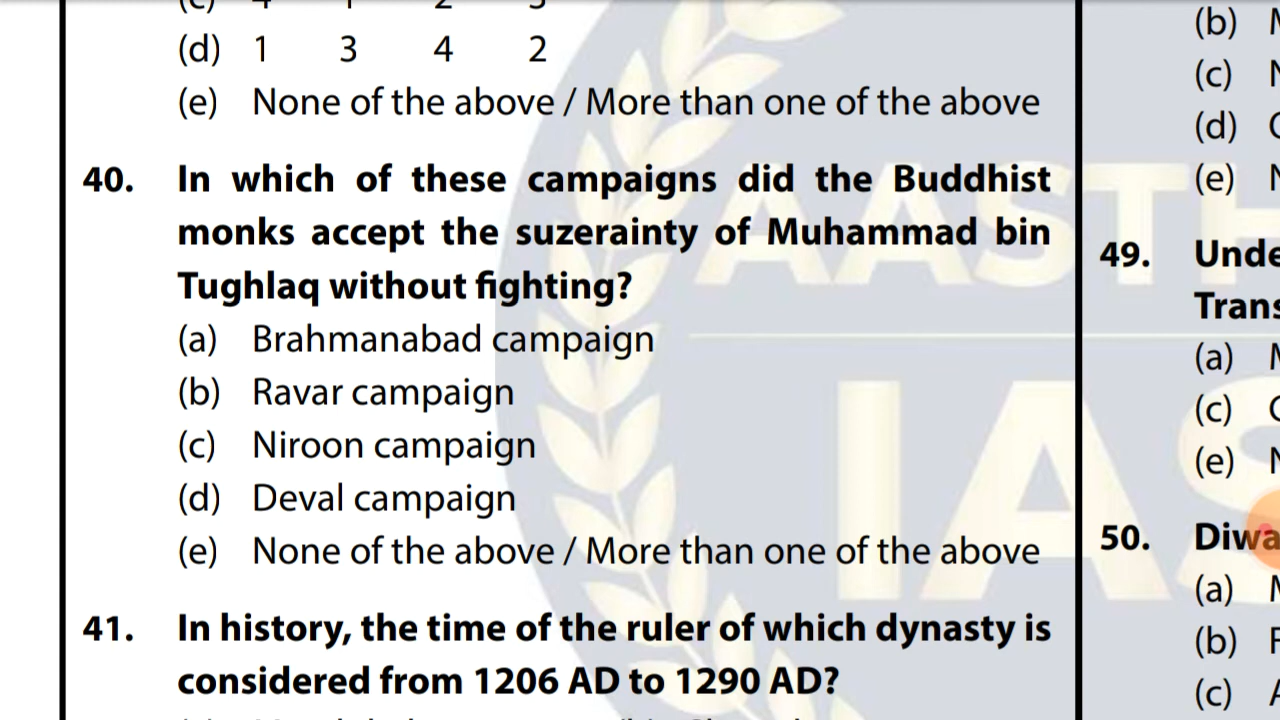 (d) 1 3 4 2
(e) None of the above / More than one of the above
40. In which of these campaigns did the Buddhist
monks accept the suzerainty of Muhammad bin
Tughlaq without fighting?
(a) Brahmanabad campaign
(b) Ravar campaign
(c) Niroon campaign
(d) Deval campaign
(e) None of the above / More than one of the above
41. In history, the time of the ruler of which dynasty is
considered from 1206 AD to 1290 AD?
(b)
(c)
(d)
(e)
49. Unde
Trans
(a)
(c)
(e)
50. Diwa
(a)
(b)
(c)
AASTH
IAS